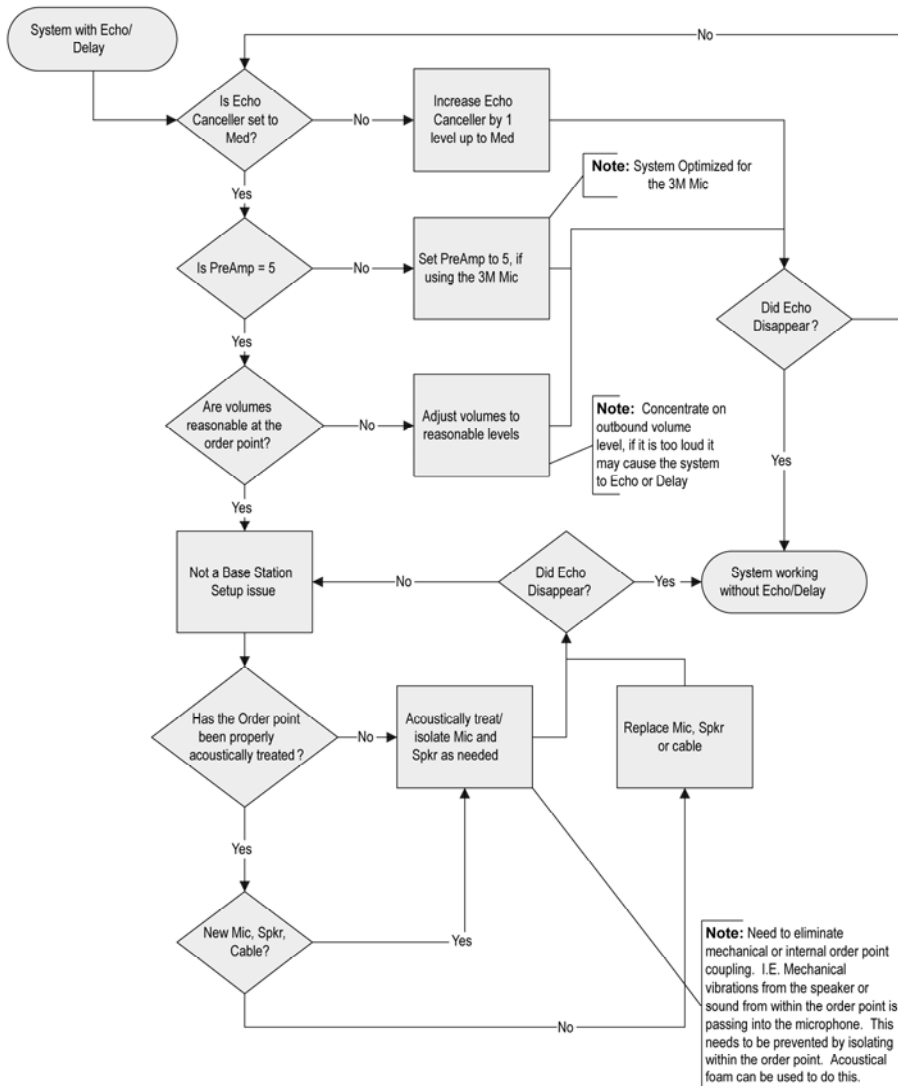 System with Echo/
Delay
No
Is Echo
Canceller set to
Med?
No
Increase Echo
Canceller by 1
level up to Med
Yes
Note: System Optimized for
the 3M Mic
Is PreAmp = 5
No
Set PreAmp to 5, if
using the 3M Mic
Did Echo
Disappear?
Yes
Are volumes
reasonable at the
order point?
No
Adjust volumes to
reasonable levels
Note: Concentrate on
outbound volume
level, if it is too loud it
may cause the system
to Echo or Delay
Yes
Yes
Not a Base Station
Setup issue
No
Did Echo
Disappear?
Yes
System working
without Echo/Delay
Has the Order point
been properly
acoustically treated?
No
Acoustically treat/
isolate Mic and
Spkr as needed
Replace Mic, Spkr
or cable
Yes
New Mic, Spkr,
Cable?
Yes
No
Note: Need to eliminate
mechanical or internal order point
coupling. I.E. Mechanical
vibrations from the speaker or
sound from within the order point is
passing into the microphone. This
needs to be prevented by isolating
within the order point. Acoustical
foam can be used to do this.